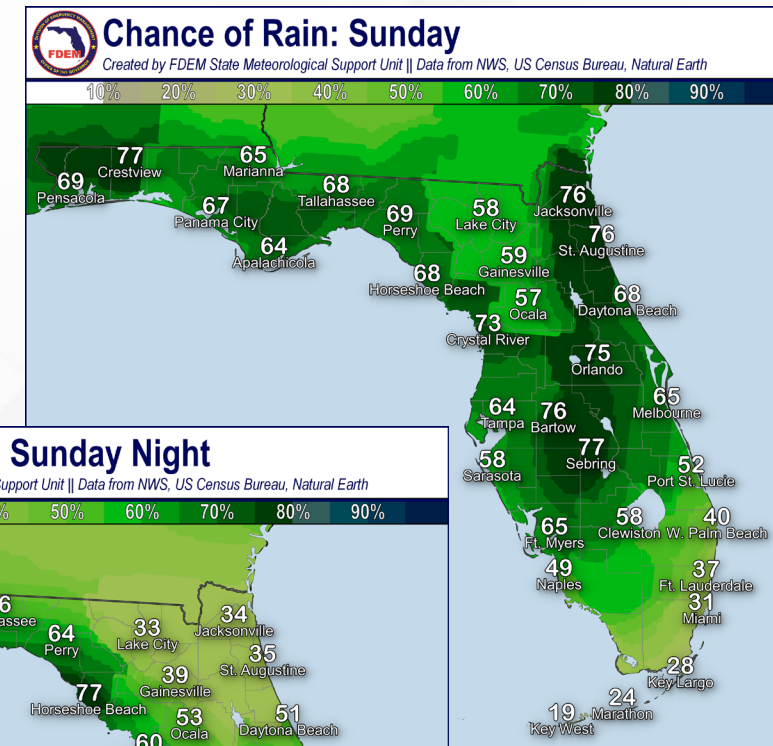 Chance of Rain: Sunday
FDEM
Created by FDEM State Meteorological Support Unit || Data from NWS, US Census Bureau, Natural Earth
10% 20% 30% 40% 50% 60% 70% 80% 90%
77
Crestview
65
Marianna
69
Pensacola
68
Tallahassee
67
Panama City
69
Perry
58
Lake City
76
Jacksonville
76
St. Augustine
64
Apalachicola
59
Gainesville
68
Horseshoe Beach
57
Ocala
68
Daytona Beach
73
Crystal River
75
Orlando
65
Melbourne
64
Tampa
76
Bartow
77
Sebring
58
Sarasota
52
Port St. Lucie
65
Ft. Myers
58
Clewiston
40
W. Palm Beach
49
Naples
37
Ft. Lauderdale
31
Miami
28
Key Largo
24
Marathon
19
Key West
Sunday Night
Support Unit || Data from NWS, US Census Bureau, Natural Earth
% 50% 60% 70% 80% 90%
6
assee
64
Perry
33
Lake City
34
Jacksonville
35
St. Augustine
39
Gainesville
77
Horseshoe Beach
53
Ocala
51
Daytona Beach
60